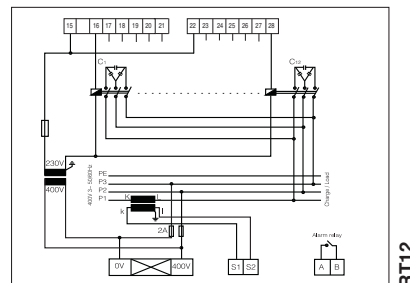 15 16 17 18 19 20 21 22 23 24 25 26 27 28
C1 C12
230V
400V
400V 3~ 50/60Hz
PE
P3
P2
P1
K L
k l
2A
Charge / Load
0V 400V
S1 S2
Alarm relay
A B
RT12